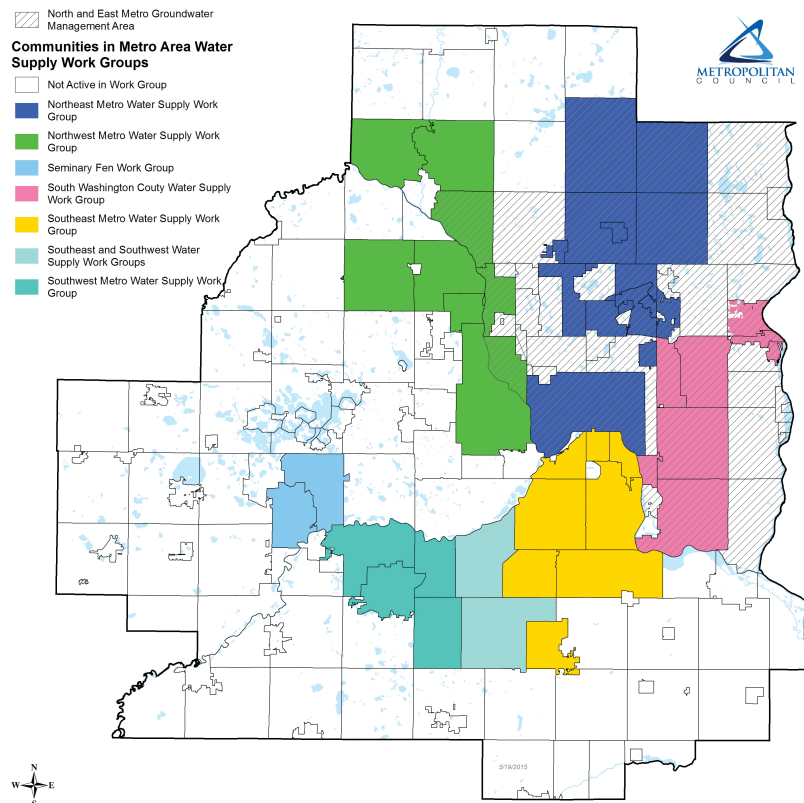 North and East Metro Groundwater
Management Area
Communities in Metro Area Water
Supply Work Groups
Not Active in Work Group
Northeast Metro Water Supply Work
Group
Northwest Metro Water Supply Work
Group
Seminary Fen Work Group
South Washington Couty Water Supply
Work Group
Southeast Metro Water Supply Work
Group
Southeast and Southwest Water
Supply Work Groups
Southwest Metro Water Supply Work
Group
METROPOLITAN
COUNCIL
5/19/2015
N
W E
S